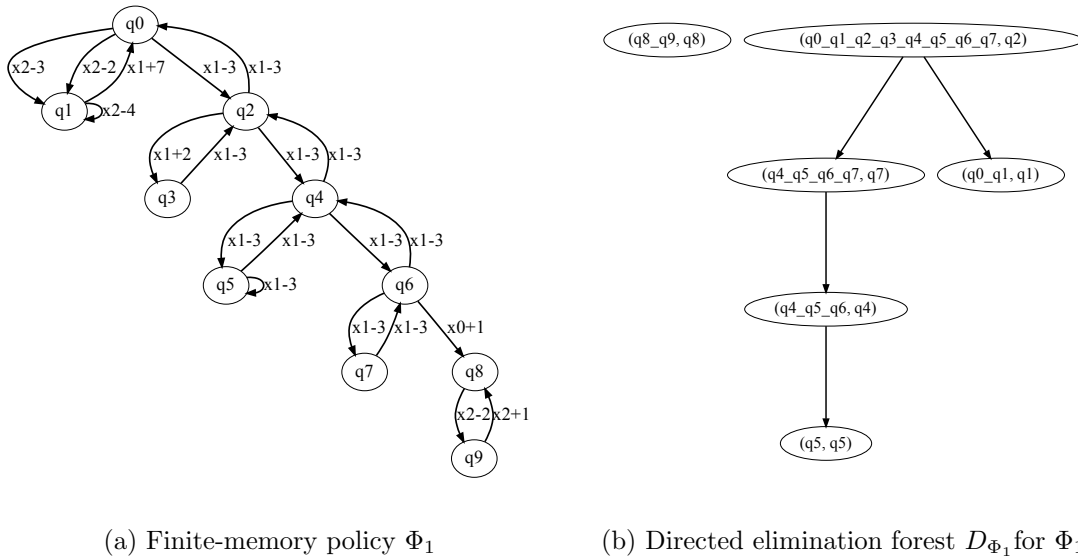 q0
x2-3
x2-2
x1+7
x1-3
x1-3
q1
x2-4
q2
x1+2
x1-3
x1-3
x1-3
q3
q4
x1-3
x1-3
x1-3
x1-3
q5
x1-3
q6
x1-3
x1-3
x0+1
q7
q8
x2-2
x2+1
q9
(a) Finite-memory policy Φ1
(q8_q9, q8)
(q0_q1_q2_q3_q4_q5_q6_q7, q2)
(q4_q5_q6_q7, q7)
(q0_q1, q1)
(q4_q5_q6, q4)
(q5, q5)
(b) Directed elimination forest DΦ1 for Φ